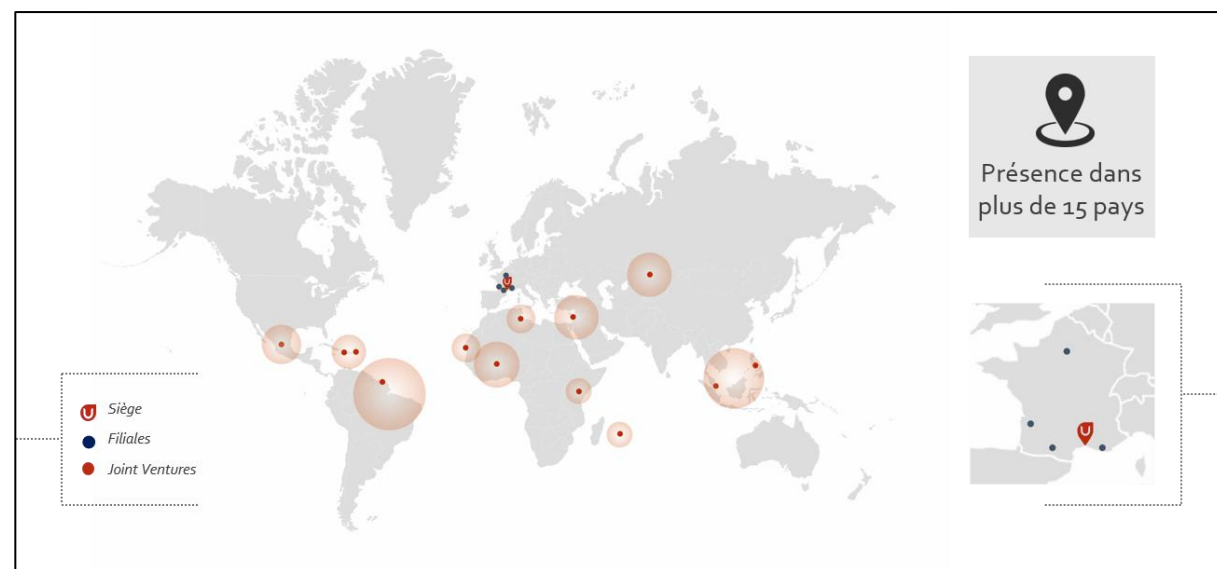 Présence dans
plus de 15 pays
Siège
Filiales
Joint Ventures